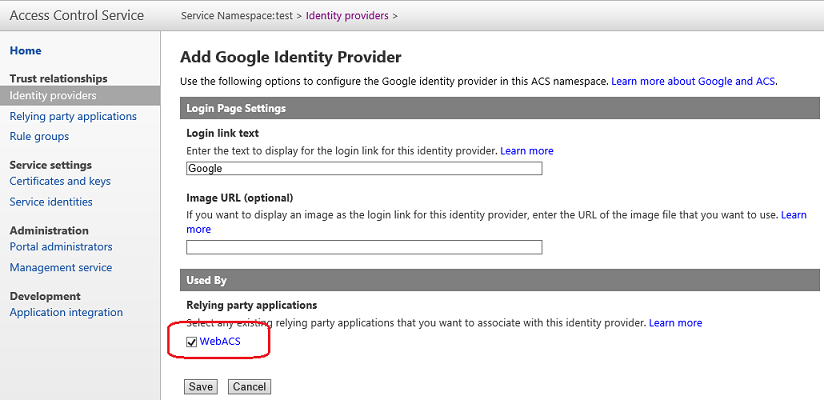 Access Control Service
Service Namespace:test > Identity providers >
Home
Trust relationships
Identity providers
Relying party applications
Rule groups
Service settings
Certificates and keys
Service identities
Administration
Portal administrators
Management service
Development
Application integration
Add Google Identity Provider
Use the following options to configure the Google identity provider in this ACS namespace. Learn more about Google and ACS.
Login Page Settings
Login link text
Enter the text to display for the login link for this identity provider. Learn more
Google
Image URL (optional)
If you want to display an image as the login link for this identity provider, enter the URL of the image file that you want to use. Learn
more
Used By
Relying party applications
Select any existing relying party applications that you want to associate with this identity provider. Learn more
WebACS
Save Cancel